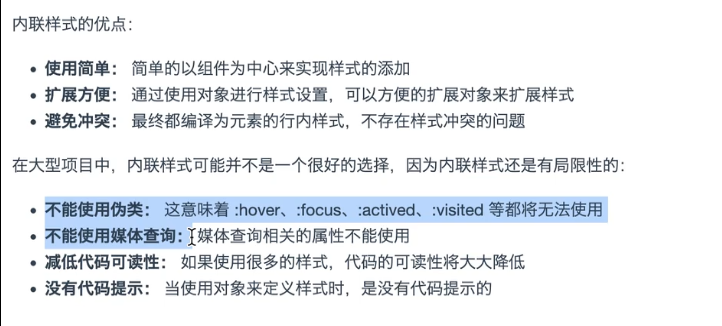 内联样式的优点：
使用简单： 简单的以组件为中心来实现样式的添加
扩展方便： 通过使用对象进行样式设置，可以方便的扩展对象来扩展样式
避免冲突： 最终都编译为元素的行内样式，不存在样式冲突的问题
在大型项目中，内联样式可能并不是一个很好的选择，因为内联样式还是有局限性的：
不能使用伪类： 这意味着 :hover、:focus、:actived、:visited 等都将无法使用
不能使用媒体查询： 媒体查询相关的属性不能使用
减低代码可读性： 如果使用很多的样式，代码的可读性将大大降低
没有代码提示： 当使用对象来定义样式时，是没有代码提示的